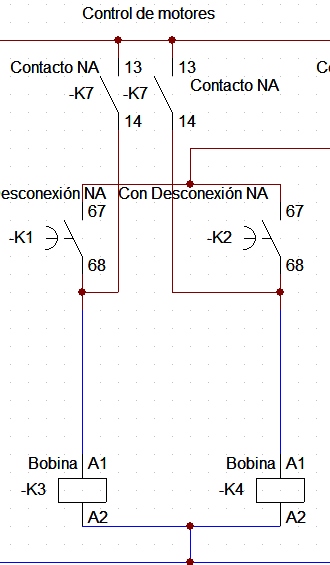 Control de motores
Contacto NA 13 13 C
-K7 -K7 Contacto NA
14 14
esconexión NA Con Desconexión NA
67 67
-K1 -K2
68 68
Bobina A1 Bobina A1
-K3 -K4
A2 A2